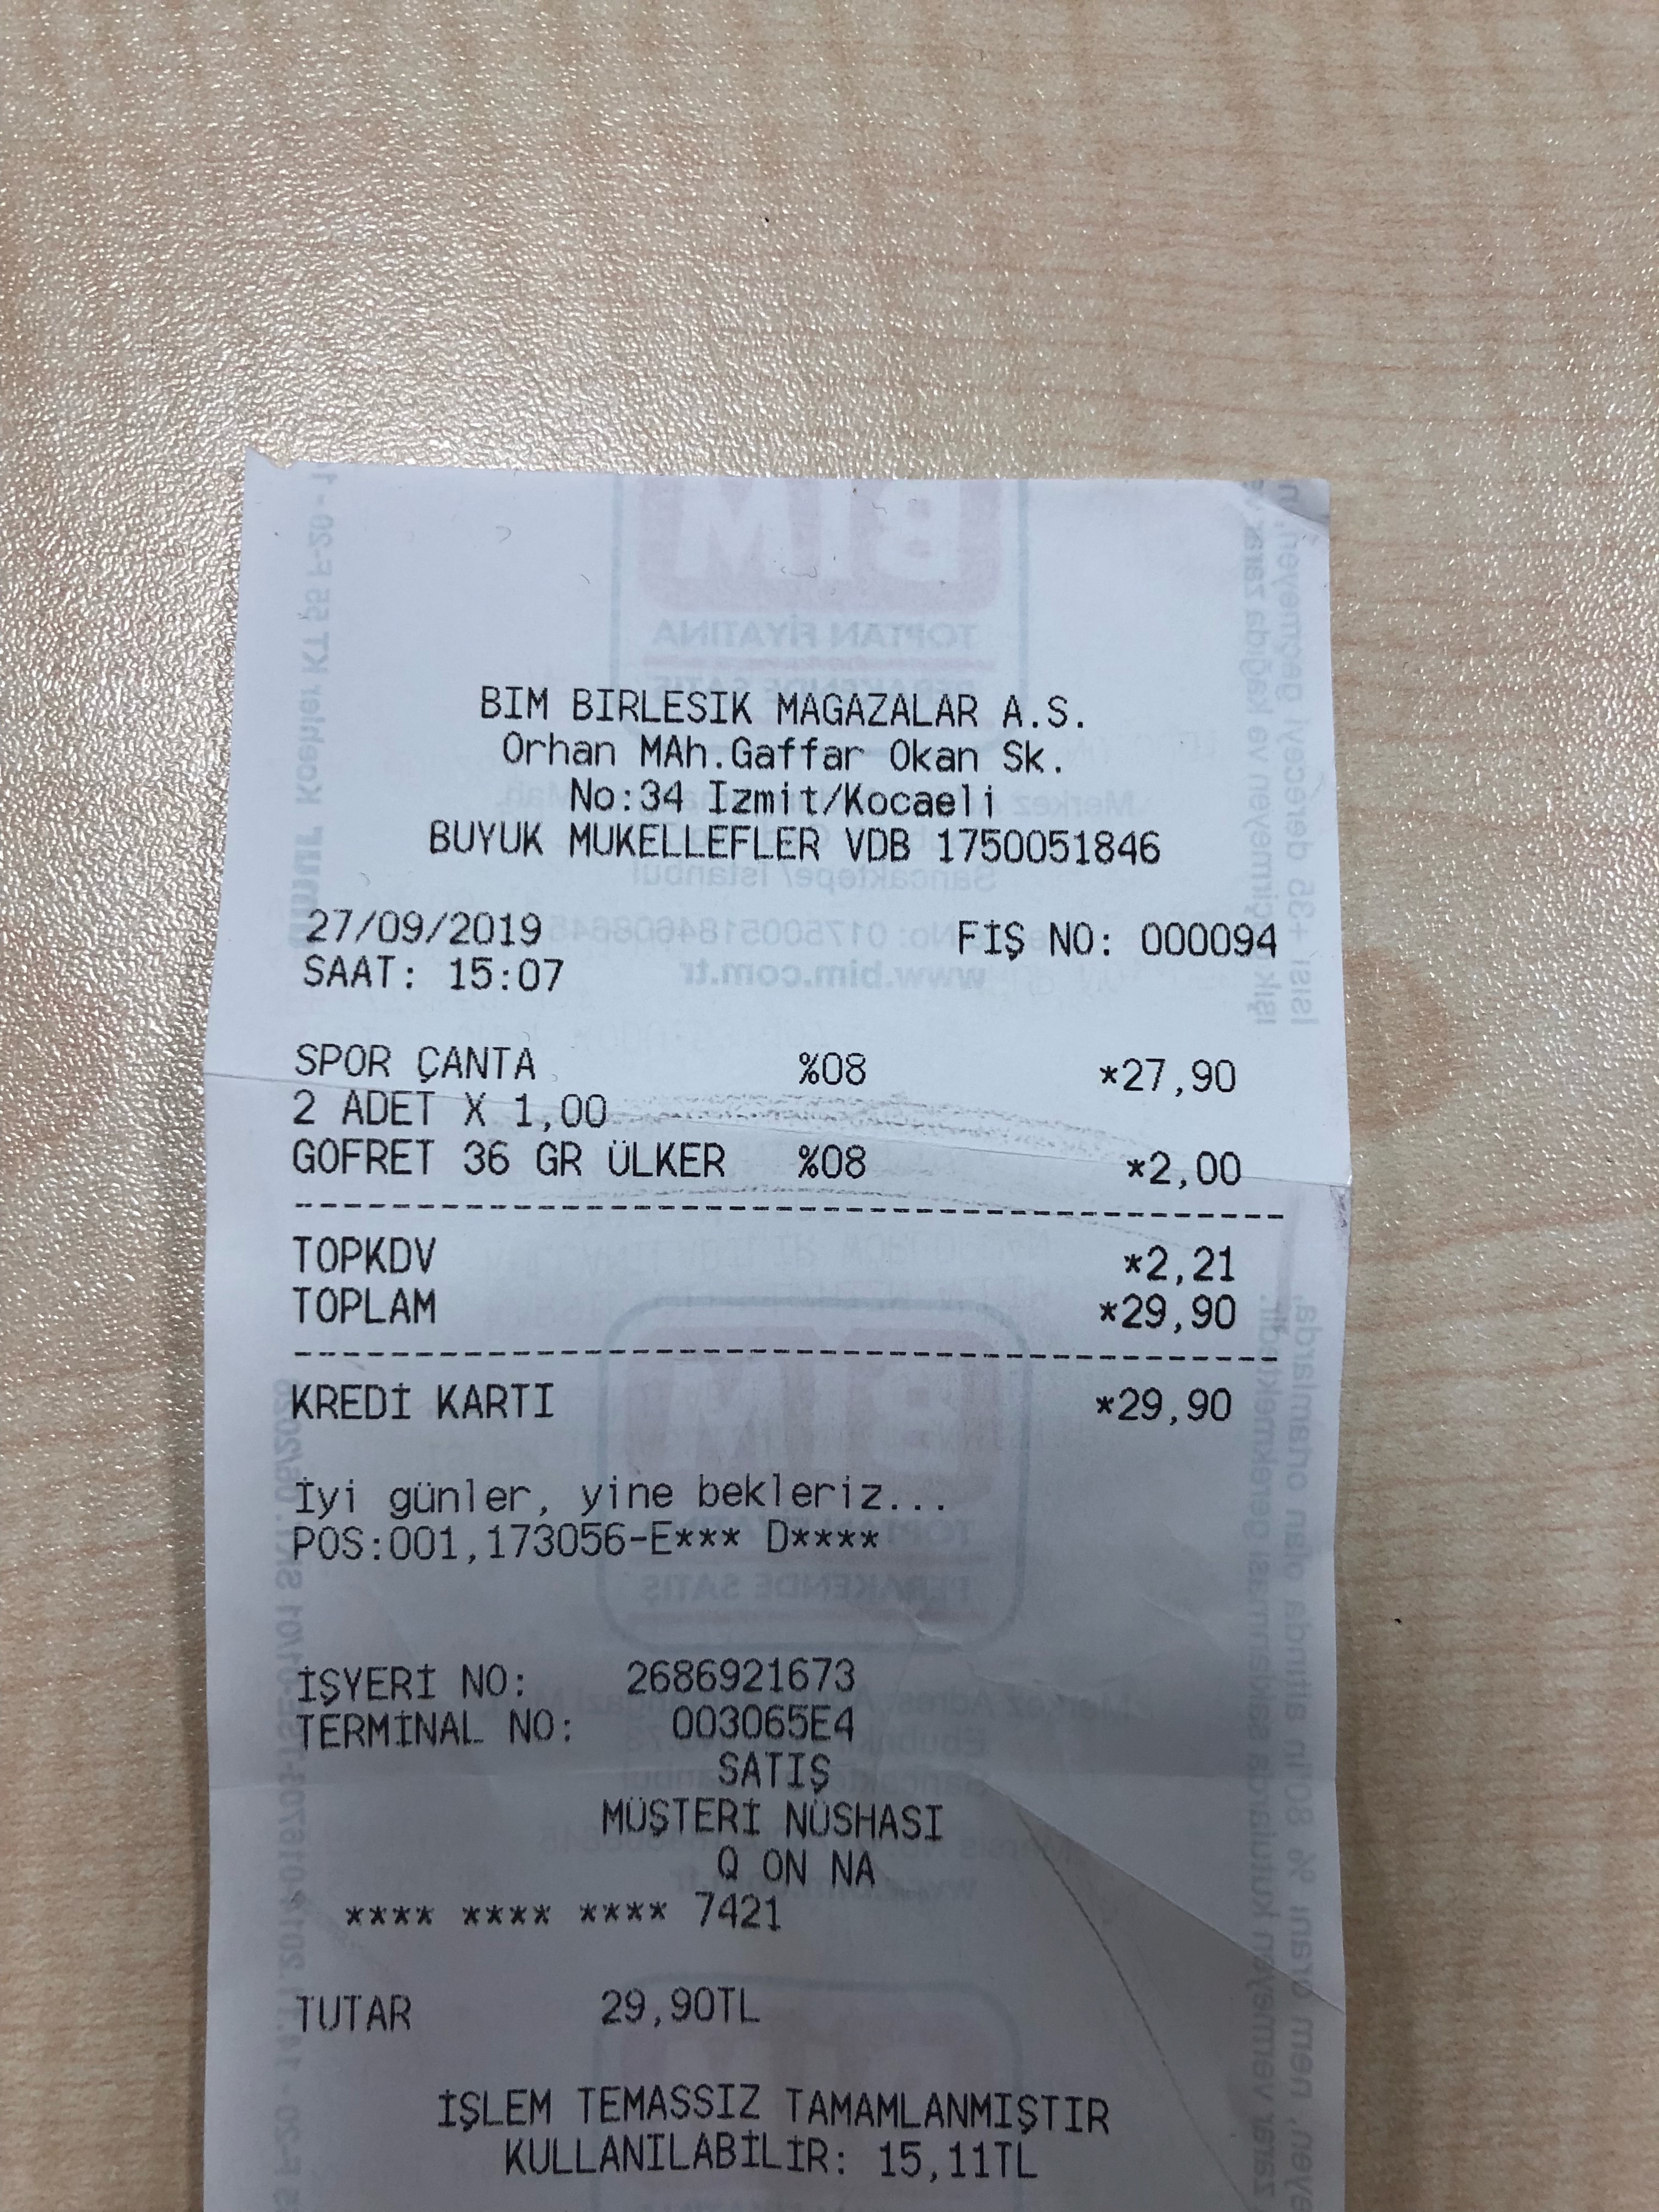 BIM BIRLESIK MAGAZALAR A.S.
Orhan MAh.Gaffar Okan Sk.
No:34 Izmit/Kocaeli
BUYUK MUKELLEFLER VDB 1750051846
27/09/2019 FİŞ NO: 000094
SAAT: 15:07
SPOR ÇANTA %08 *27,90
2 ADET X 1,00
GOFRET 36 GR ÜLKER %08 *2,00
TOPKDV *2,21
TOPLAM *29,90
KREDİ KARTI *29,90
İyi günler, yine bekleriz...
POS:001,173056-E*** D****
İŞYERİ NO: 2686921673
TERMİNAL NO: 003065E4
SATIŞ
MÜŞTERİ NÜSHASI
Q ON NA
**** **** **** 7421
TUTAR 29,90TL
İŞLEM TEMASSIZ TAMAMLANMIŞTIR
KULLANILABİLİR: 15,11TL